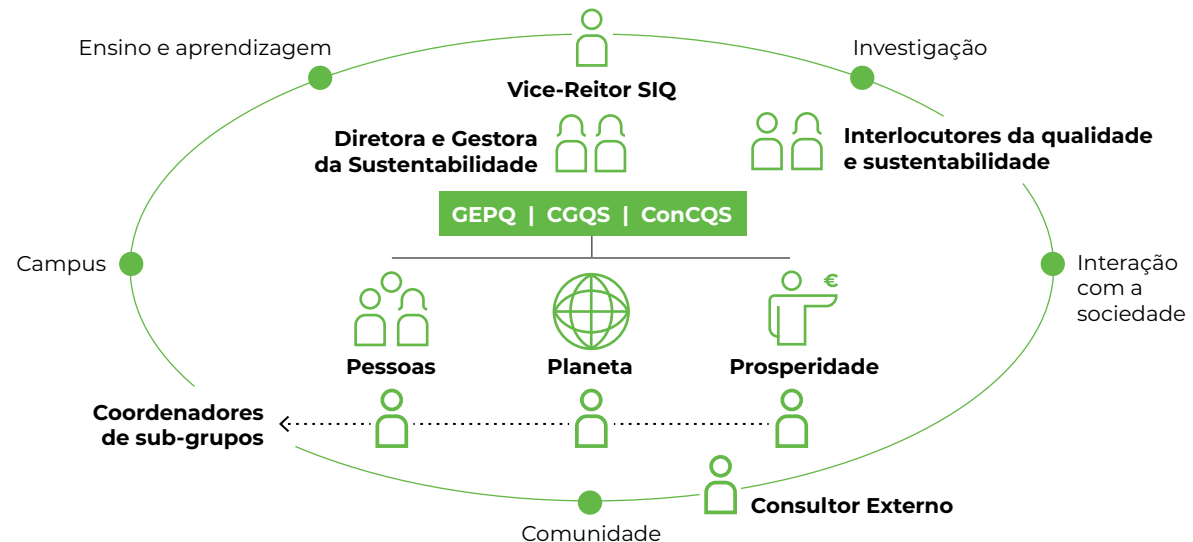 Ensino e aprendizagem
Investigação
Vice-Reitor SIQ
Diretora e Gestora
da Sustentabilidade
Interlocutores da qualidade
e sustentabilidade
GEPQ | CGQS | ConCQS
Campus
Interação
com a
sociedade
€
Pessoas
Planeta
Prosperidade
Coordenadores
de sub-grupos
Consultor Externo
Comunidade